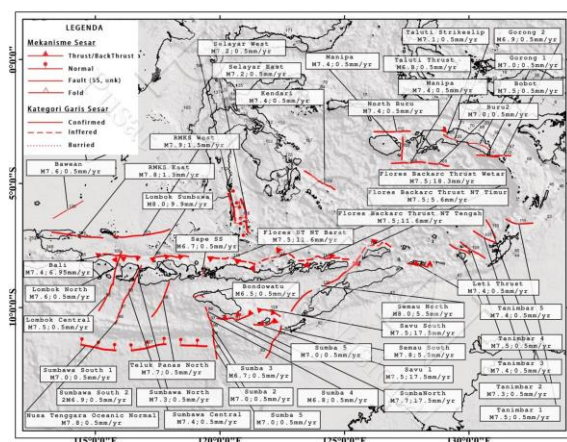 LEGENDA
Mekanisme Sesar
Thrust/BackThrust
Normal
Fault (SS, unk)
Fold
Kategori Garis Sesar
Confirmed
Inffered
Burried
Selayar West
M7.2;0.5mm/yr
Selayar East
M7.2;0.5mm/yr
Kendari
M7.4;0.5mm/yr
Manipa
M7.4;0.5mm/yr
Taluti Strikeslip
M7.1;0.5mm/yr
Taluti Thrust
M6.8;0.5mm/yr
Manipa
M7.4;0.5mm/yr
North Buru
M7.4;0.5mm/yr
Gorong 2
M6.9;0.5mm/yr
Gorong 1
M7.0;0.5mm/yr
Bobot
M7.5;0.5mm/yr
Buru2
M7.0;0.5mm/yr
RMKS West
M7.9;1.5mm/yr
RMKS East
M7.8;1.5mm/yr
Bawean
M7.6;0.5mm/yr
Lombok Sumbawa
M8.0;9.9mm/yr
Sape SS
M6.7;0.5mm/yr
Flores BT NT Barat
M7.5;11.6mm/yr
Flores Backarc Thrust Wetar
M7.5;18.3mm/yr
Flores Backarc Thrust NT Timur
M7.5;5.6mm/yr
Flores Backarc Thrust NT Tengah
M7.5;11.6mm/yr
Bali
M7.4;6.95mm/yr
Lombok North
M7.6;0.5mm/yr
Lombok Central
M7.5;0.5mm/yr
Bondowatu
M6.5;0.5mm/yr
Leti Thrust
M7.4;0.5mm/yr
Semau North
M8.0;5.5mm/yr
Savu South
M7.5;17.5mm/yr
Semau South
M7.8;5.5mm/yr
Savu 1
M7.5;17.5mm/yr
SumbaNorth
M7.7;17.5mm/yr
Tanimbar 5
M7.4;0.5mm/yr
Tanimbar 4
M7.5;0.5mm/yr
Tanimbar 3
M7.4;0.5mm/yr
Tanimbar 2
M7.3;0.5mm/yr
Tanimbar 1
M7.5;0.5mm/yr
Sumbawa South 1
M7.0;0.5mm/yr
Sumbawa South 2
2M6.9;0.5mm/yr
Nusa Tenggara Oceanic Normal
M7.8;0.5mm/yr
Teluk Panas North
M7.7;0.5mm/yr
Sumbawa North
M7.3;0.5mm/yr
Sumbawa Central
M7.4;0.5mm/yr
Sumba 5
M7.0;0.5mm/yr
Sumba 3
M6.7;0.5mm/yr
Sumba 2
M7.0;0.5mm/yr
Sumba 5
M7.0;0.5mm/yr
Sumba 4
M6.8;0.5mm/yr
0°0'0"
5°0'0"S
10°0'0"S
115°0'0"E
120°0'0"E
125°0'0"E
130°0'0"E